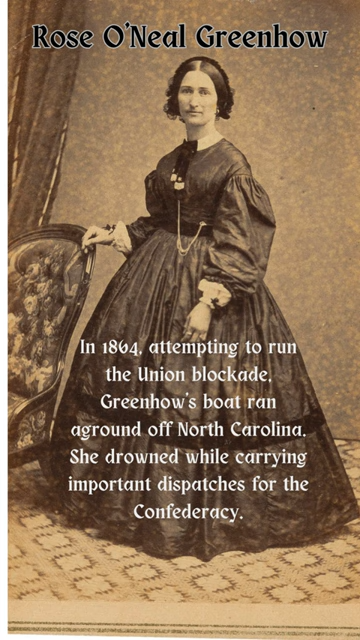 Rose O'Neal Greenhow
In 1864, attempting to run
the Union blockade,
Greenhow's boat ran
aground off North Carolina.
She drowned while carrying
important dispatches for the
Confederacy.